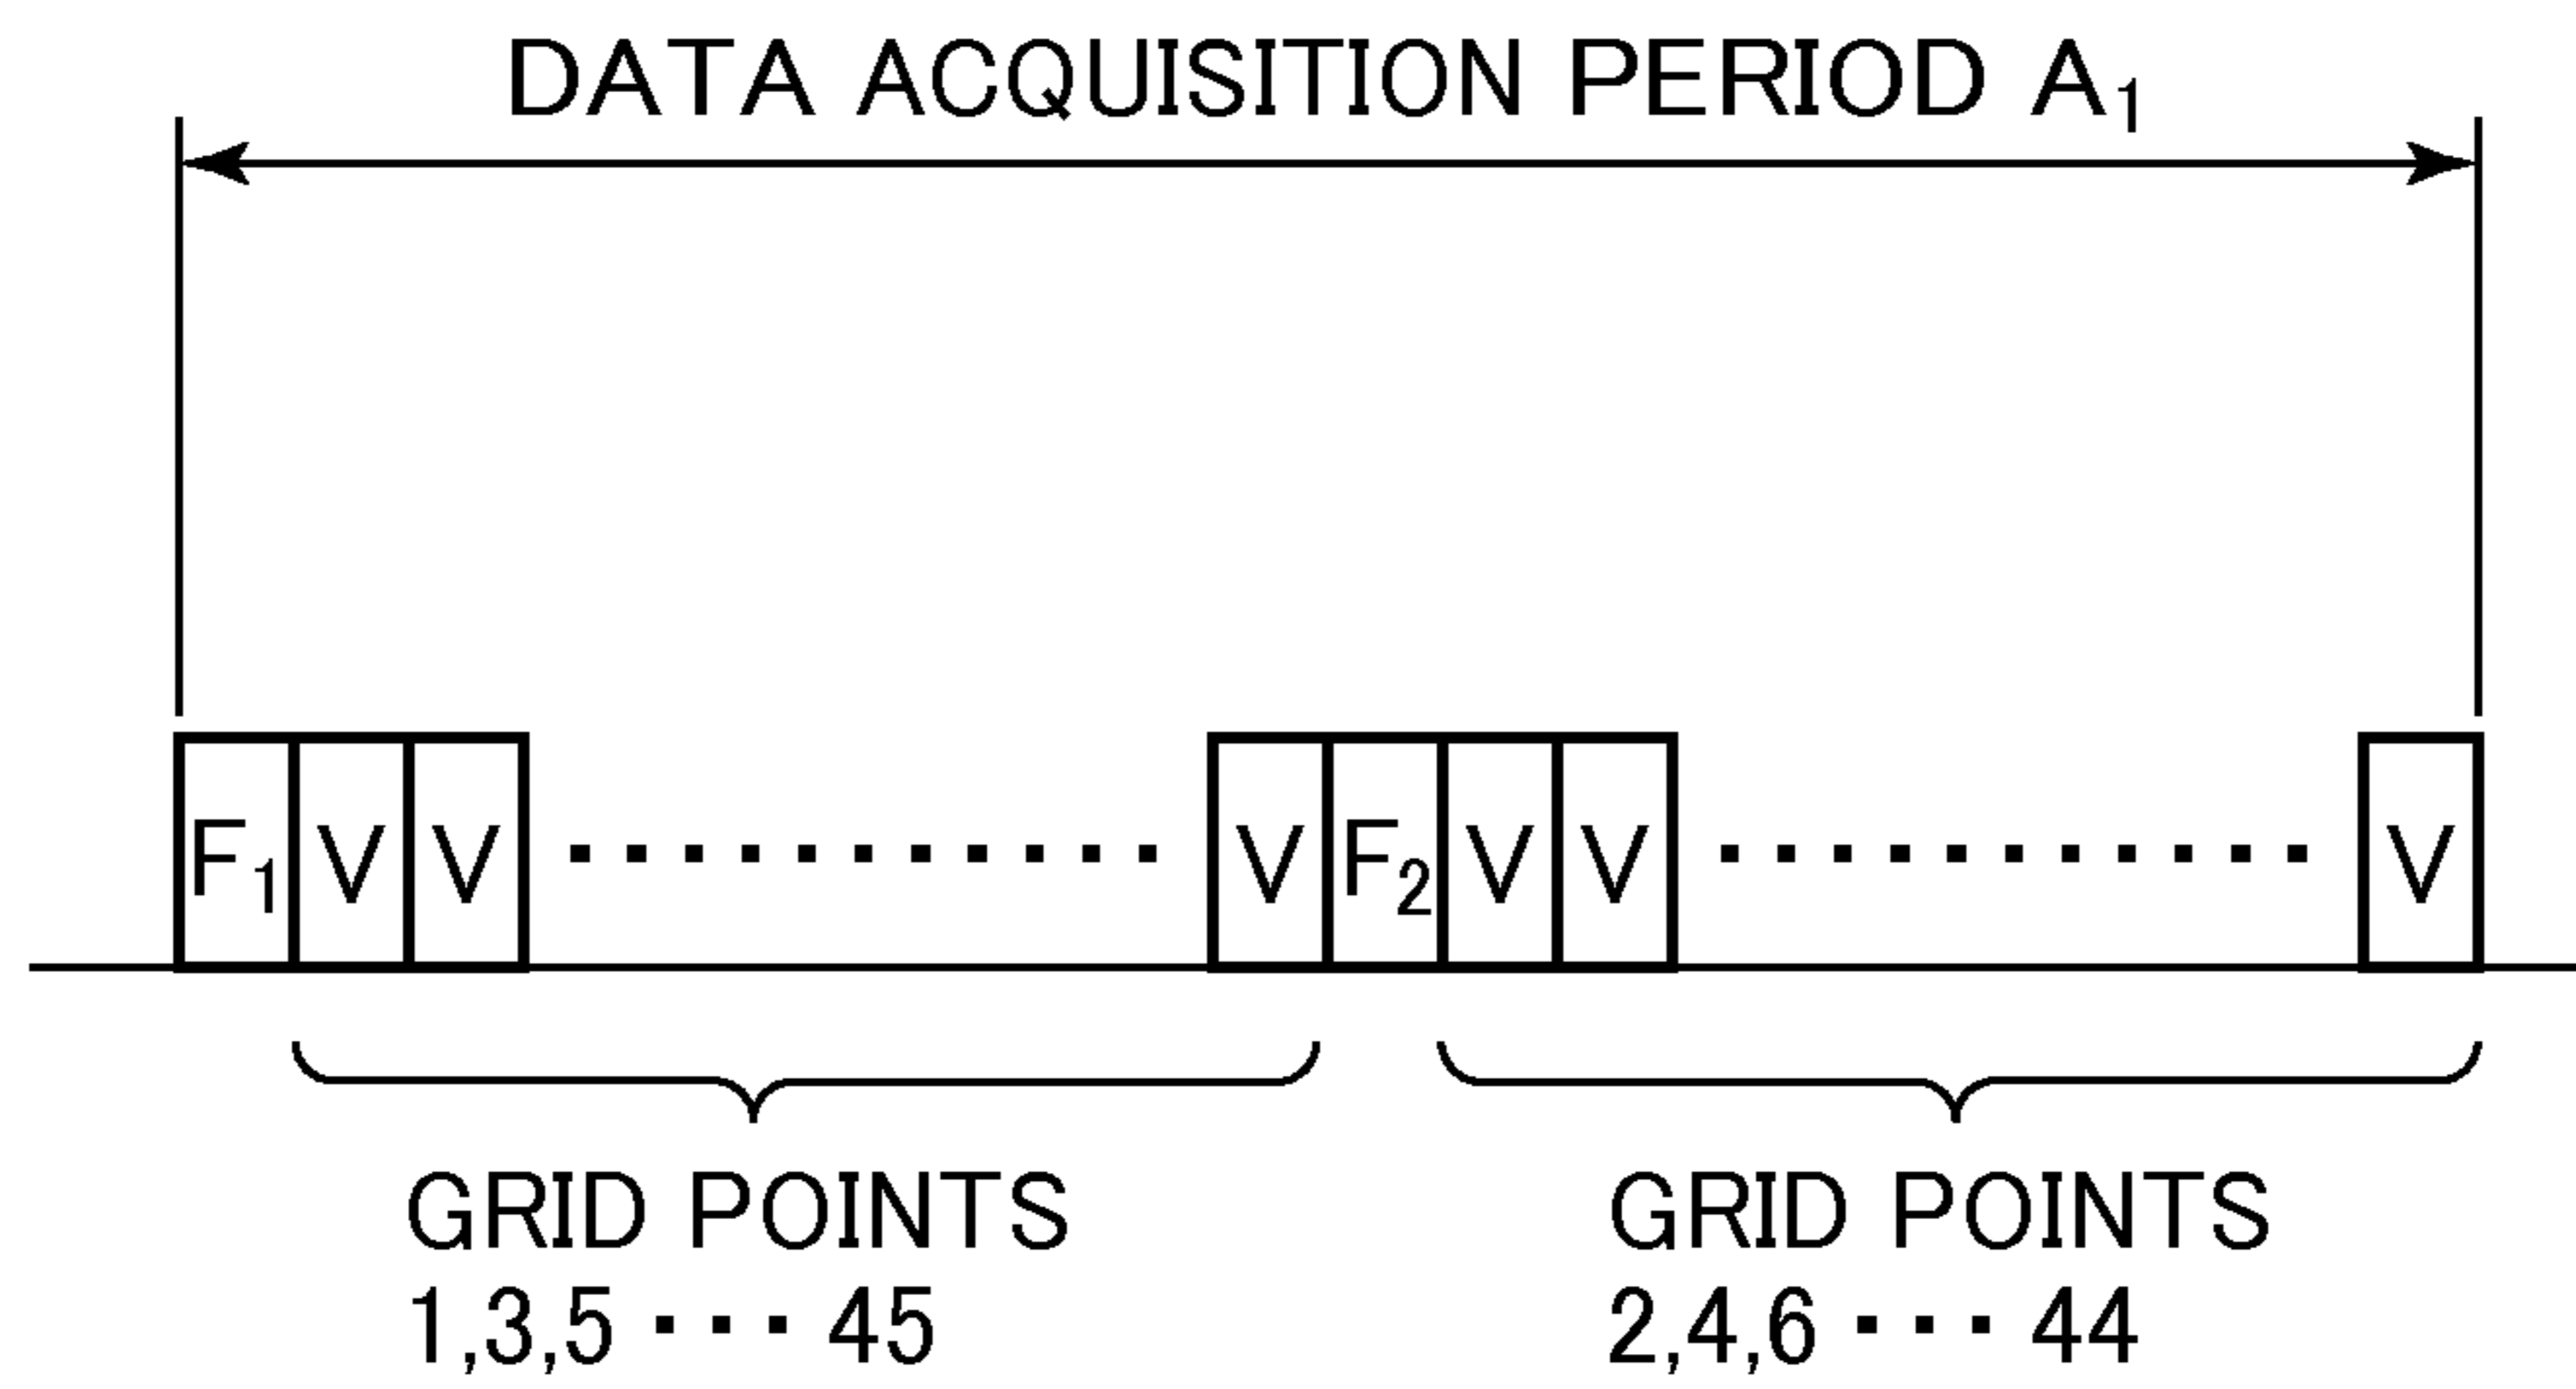 DATA ACQUISITION PERIOD A₁
F₁ V V ........... V F₂ V V ........... V
GRID POINTS GRID POINTS
1,3,5 ··· 45 2,4,6 ··· 44